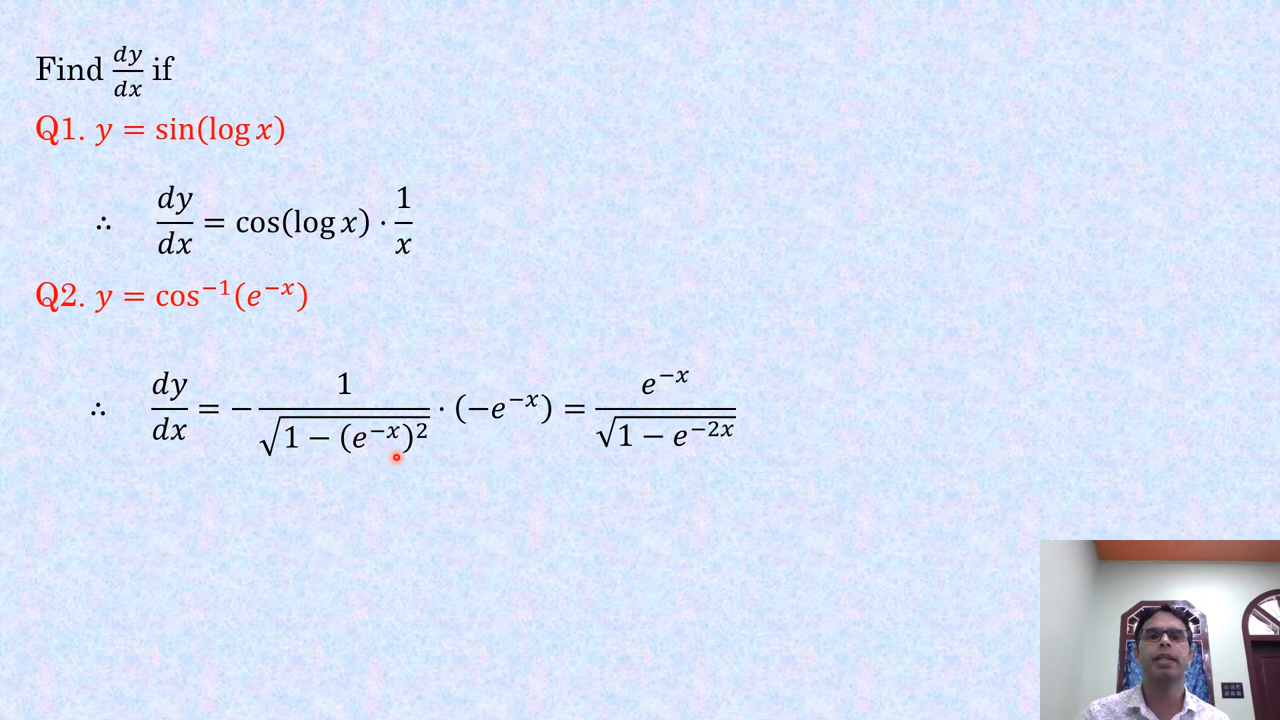 Find dy/dx if
Q1. y = sin(log x)
∴ dy/dx = cos(log x) · 1/x
Q2. y = cos⁻¹(e⁻ˣ)
∴ dy/dx = − 1/√(1 − (e⁻ˣ)²) · (−e⁻ˣ) = e⁻ˣ/√(1 − e⁻²ˣ)